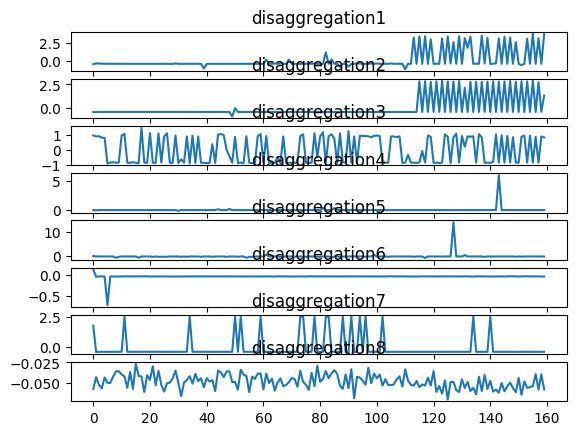 disaggregation1
2.5
0.0
disaggregation2
2.5
0.0
disaggregation3
1
0
−1
disaggregation4
5
0
disaggregation5
10
0
disaggregation6
0.0
−0.5
disaggregation7
2.5
0.0
disaggregation8
−0.025
−0.050
0 20 40 60 80 100 120 140 160